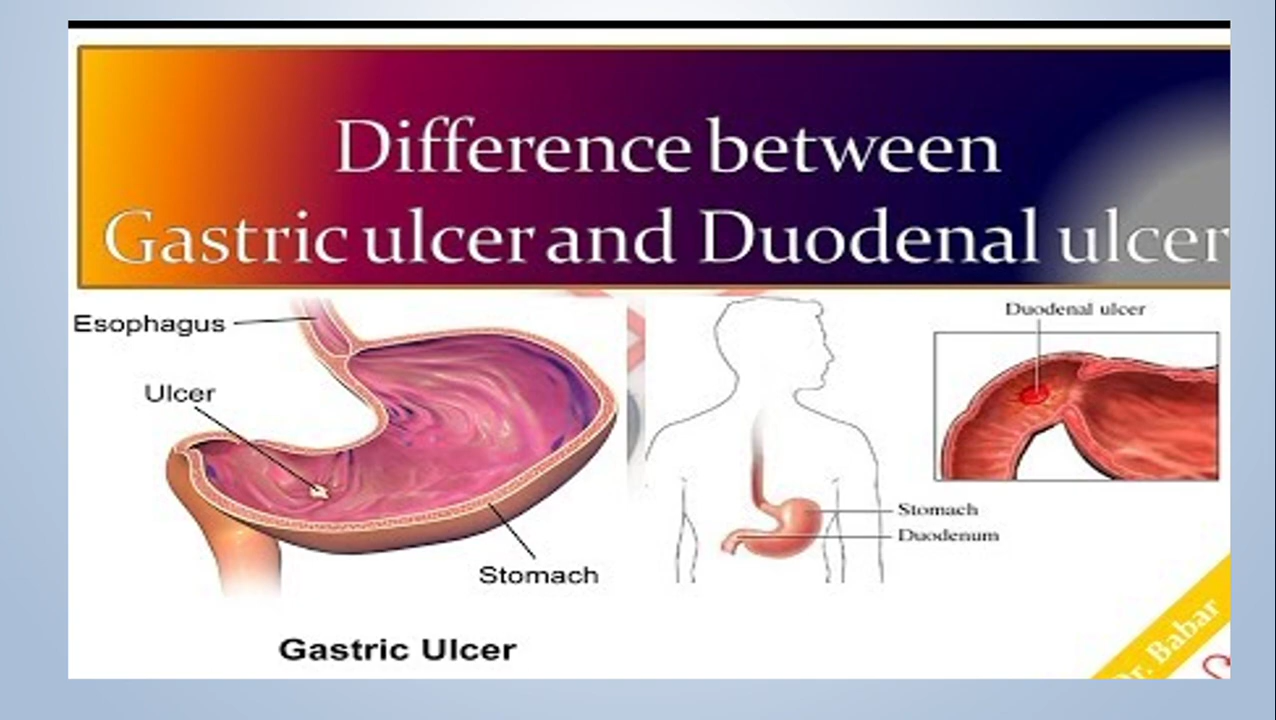 Difference between
Gastric ulcer and Duodenal ulcer
Esophagus
Ulcer
Stomach
Gastric Ulcer
Duodenal ulcer
Stomach
Duodenum
Dr. Babar